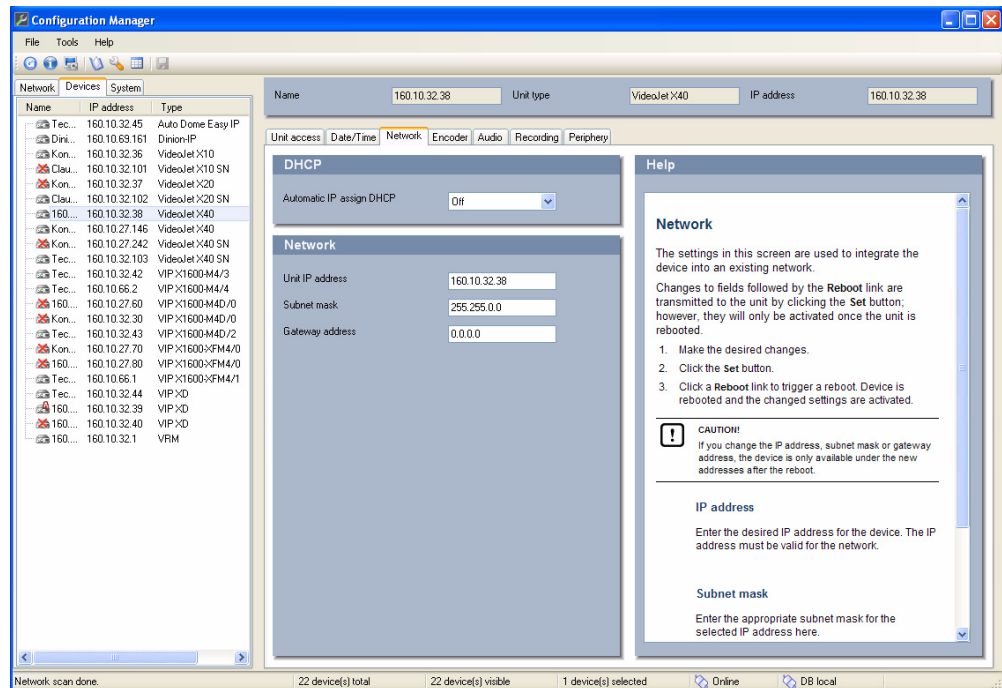 Configuration Manager
File Tools Help
Network Devices System
Name IP address Type
Tec... 160.10.32.45 Auto Dome Easy IP
Dini... 160.10.69.161 Dinion-IP
Kon... 160.10.32.36 VideoJet X10
Clau... 160.10.32.101 VideoJet X10 SN
Kon... 160.10.32.37 VideoJet X20
Clau... 160.10.32.102 VideoJet X20 SN
160.... 160.10.32.38 VideoJet X40
Kon... 160.10.27.146 VideoJet X40
Kon... 160.10.27.242 VideoJet X40 SN
Tec... 160.10.32.103 VideoJet X40 SN
Tec... 160.10.32.42 VIP X1600-M4/3
Tec... 160.10.66.2 VIP X1600-M4/4
160.... 160.10.27.60 VIP X1600-M4D/0
Kon... 160.10.32.30 VIP X1600-M4D/0
Tec... 160.10.32.43 VIP X1600-M4D/2
Kon... 160.10.27.70 VIP X1600-XFM4/0
160.... 160.10.27.80 VIP X1600-XFM4/0
Tec... 160.10.66.1 VIP X1600-XFM4/1
Tec... 160.10.32.44 VIP XD
160.... 160.10.32.39 VIP XD
160.... 160.10.32.40 VIP XD
160.... 160.10.32.1 VRM
Name 160.10.32.38 Unit type VideoJet X40 IP address 160.10.32.38
Unit access Date/Time Network Encoder Audio Recording Periphery
DHCP
Automatic IP assign DHCP Off
Network
Unit IP address 160.10.32.38
Subnet mask 255.255.0.0
Gateway address 0.0.0.0
Help
Network
The settings in this screen are used to integrate the
device into an existing network.
Changes to fields followed by the Reboot link are
transmitted to the unit by clicking the Set button;
however, they will only be activated once the unit is
rebooted.
1. Make the desired changes.
2. Click the Set button.
3. Click a Reboot link to trigger a reboot. Device is
rebooted and the changed settings are activated.
CAUTION!
If you change the IP address, subnet mask or gateway
address, the device is only available under the new
addresses after the reboot.
IP address
Enter the desired IP address for the device. The IP
address must be valid for the network.
Subnet mask
Enter the appropriate subnet mask for the
selected IP address here.
Network scan done. 22 device(s) total 22 device(s) visible 1 device(s) selected Online DB local